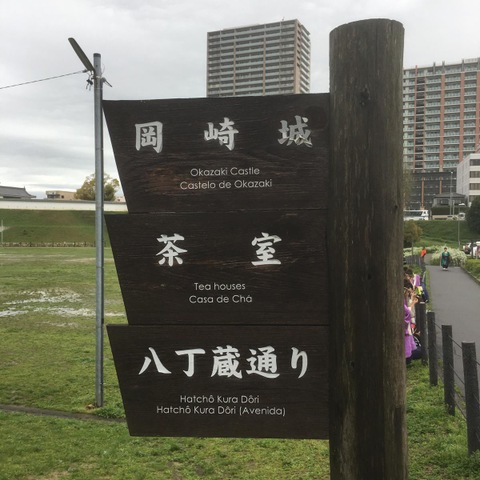 岡崎城
Okazaki Castle
Castelo de Okazaki
茶室
Tea houses
Casa de Chá
八丁蔵通り
Hatchô Kura Dôri
Hatchô Kura Dôri (Avenida)